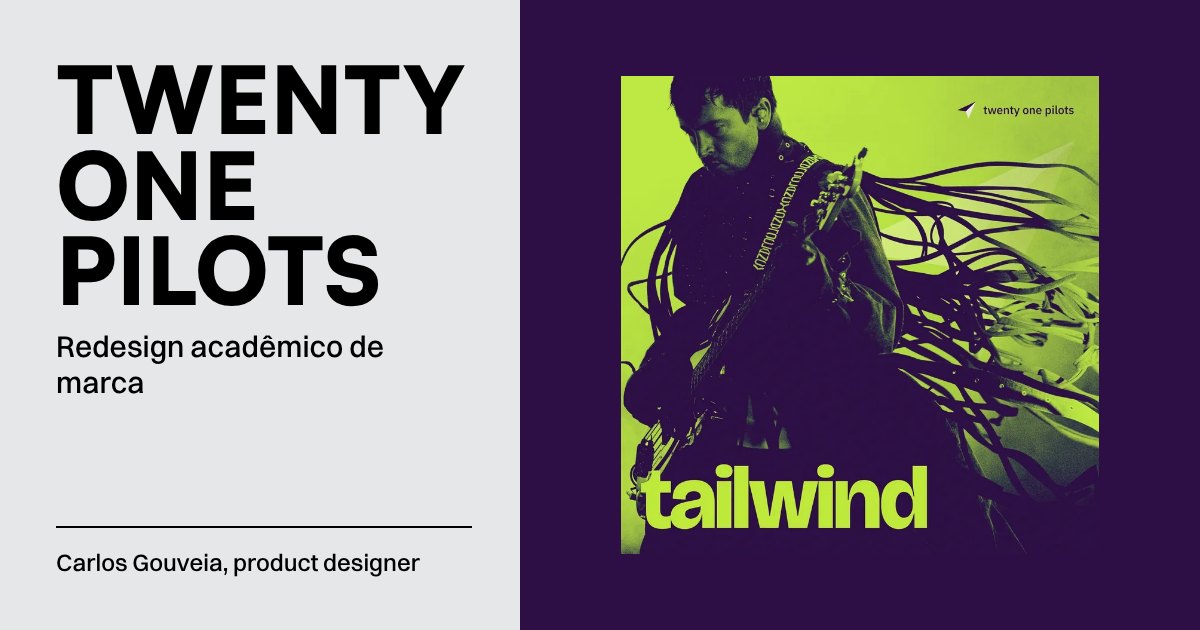 TWENTY
ONE
PILOTS
Redesign acadêmico de
marca
Carlos Gouveia, product designer
twenty one pilots
tailwind